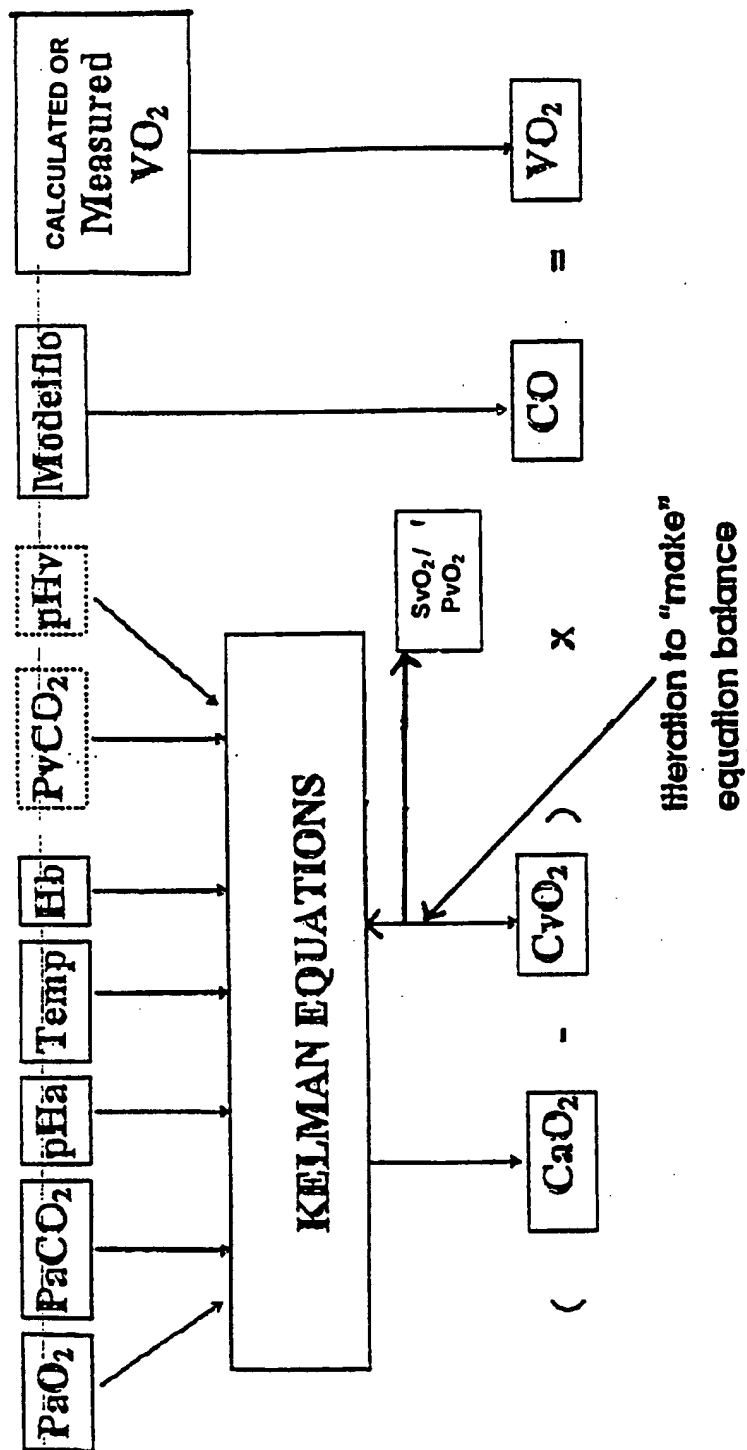 PaO₂
PaCO₂
pHa
Temp
Hb
PvCO₂
pHv
Modelflo
CALCULATED OR
Measured
VO₂
KELMAN EQUATIONS
SvO₂/ '
PvO₂
( CaO₂ - CvO₂ ) X CO = VO₂
itteration to "make"
equation balance